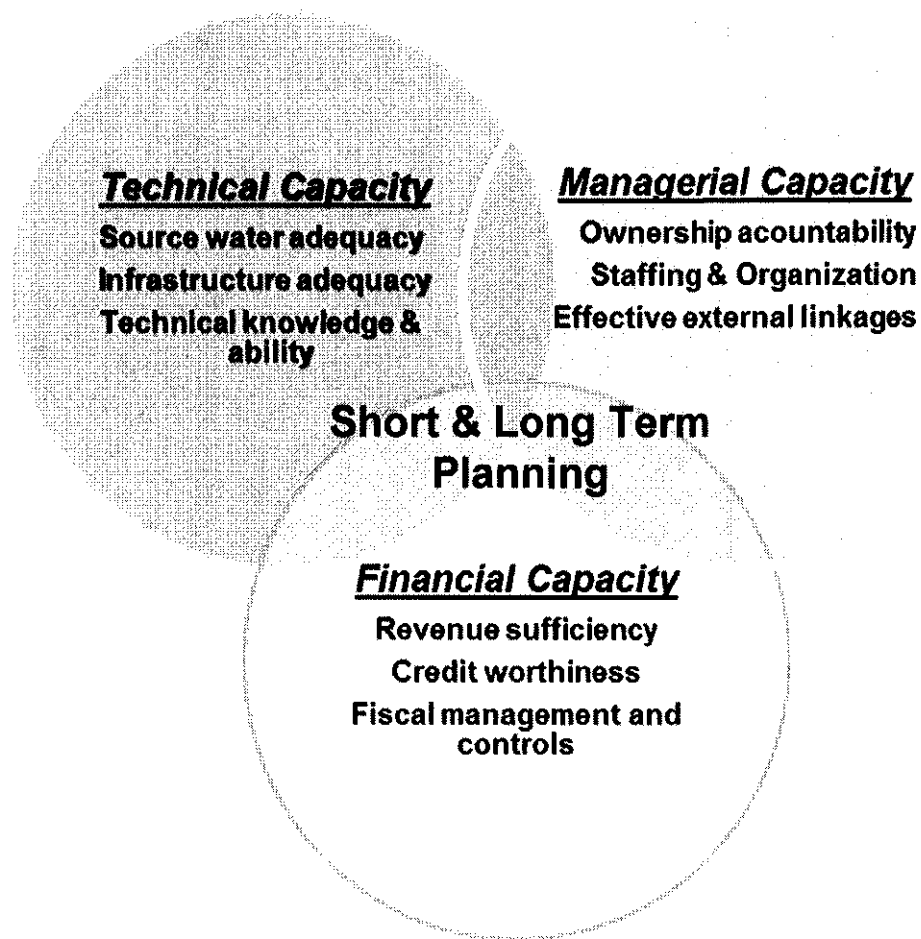 Technical Capacity
Source water adequacy
Infrastructure adequacy
Technical knowledge &
ability
Managerial Capacity
Ownership acountability
Staffing & Organization
Effective external linkages
Short & Long Term
Planning
Financial Capacity
Revenue sufficiency
Credit worthiness
Fiscal management and
controls